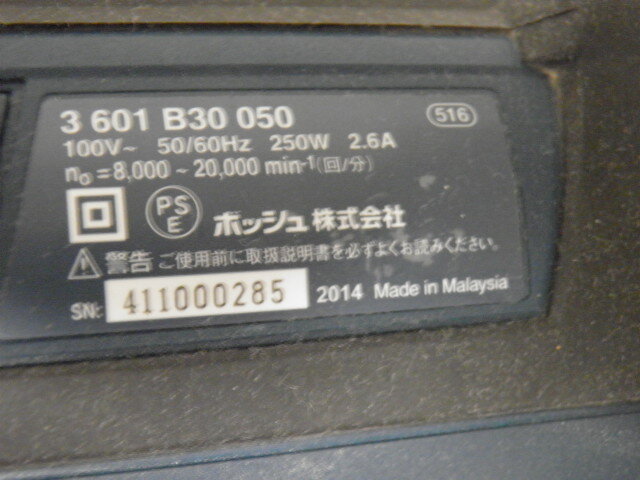 3 601 B30 050 516
100V~ 50/60Hz 250W 2.6A
n₀ = 8,000 ~ 20,000 min⁻¹(回/分)
PS
E ボッシュ株式会社
警告 ご使用前に取扱説明書を必ずよくお読みください。
SN: 411000285 2014 Made in Malaysia